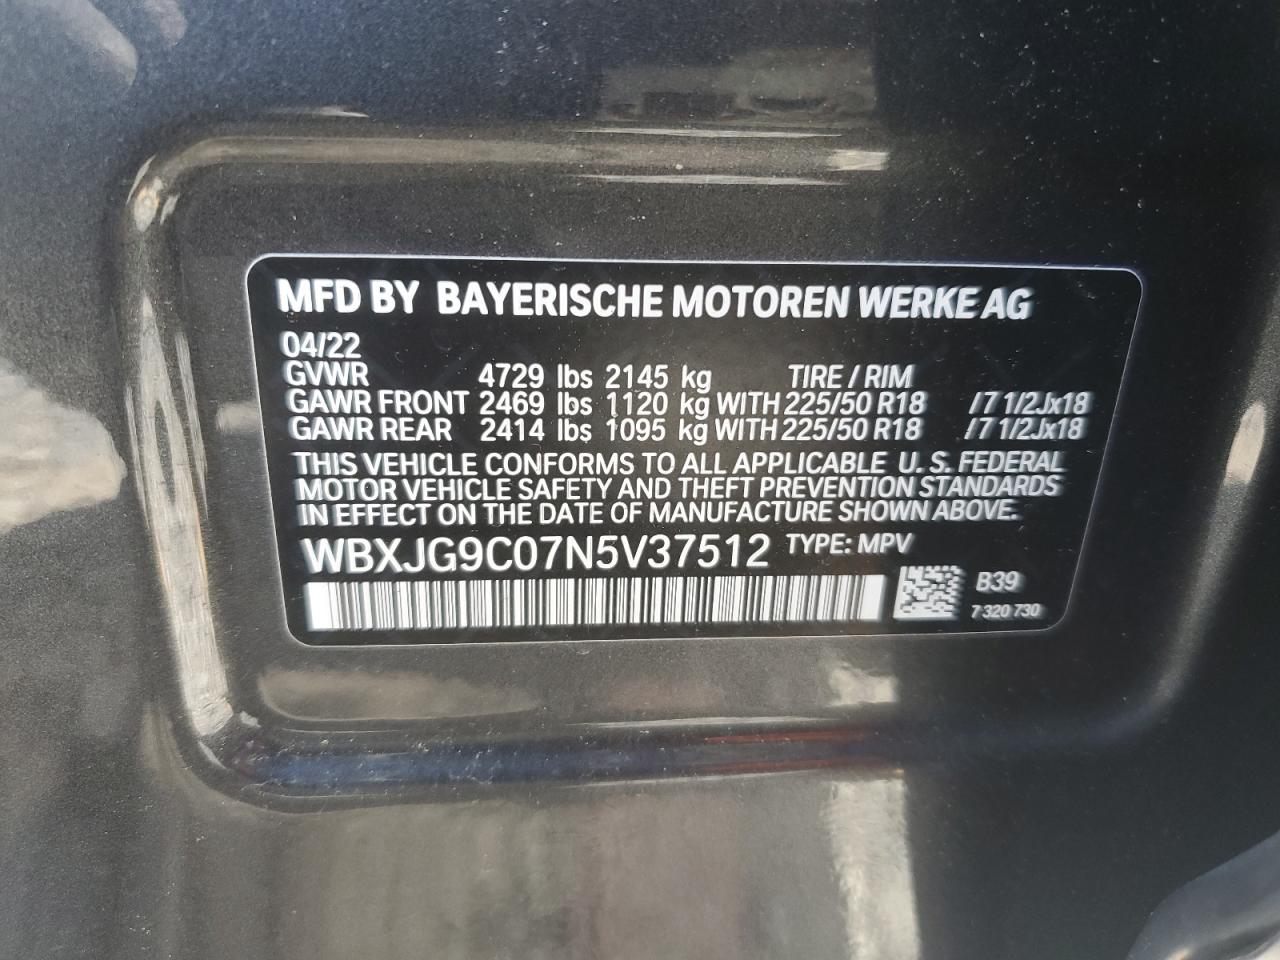 MFD BY BAYERISCHE MOTOREN WERKE AG
04/22
GVWR 4729 lbs 2145 kg TIRE / RIM
GAWR FRONT 2469 lbs 1120 kg WITH 225/50 R18 / 7 1/2Jx18
GAWR REAR 2414 lbs 1095 kg WITH 225/50 R18 / 7 1/2Jx18
THIS VEHICLE CONFORMS TO ALL APPLICABLE U. S. FEDERAL
MOTOR VEHICLE SAFETY AND THEFT PREVENTION STANDARDS
IN EFFECT ON THE DATE OF MANUFACTURE SHOWN ABOVE.
WBXJG9C07N5V37512 TYPE: MPV
B39
7 320 730